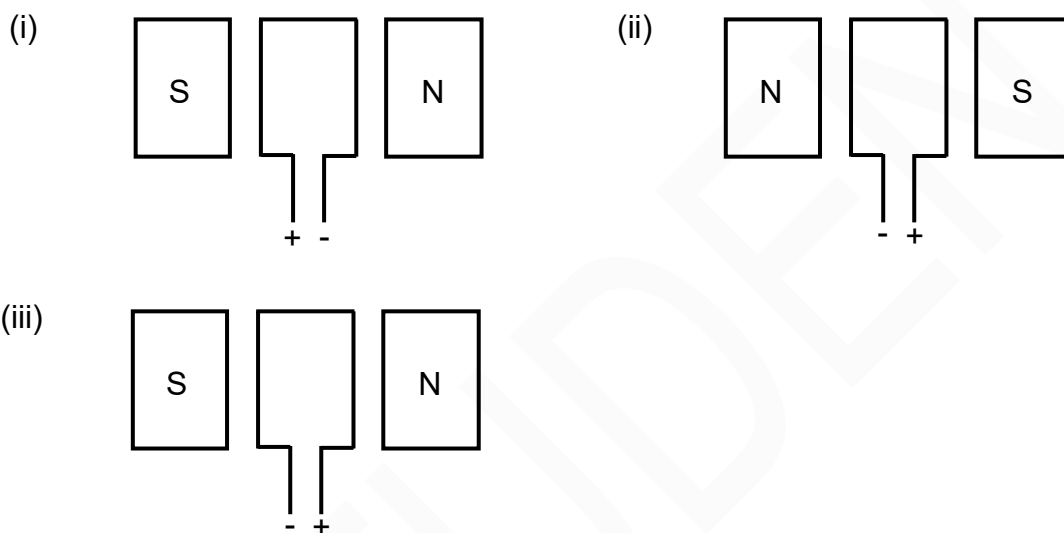 (i) S N
+ -
(ii) N S
- +
(iii) S N
- +